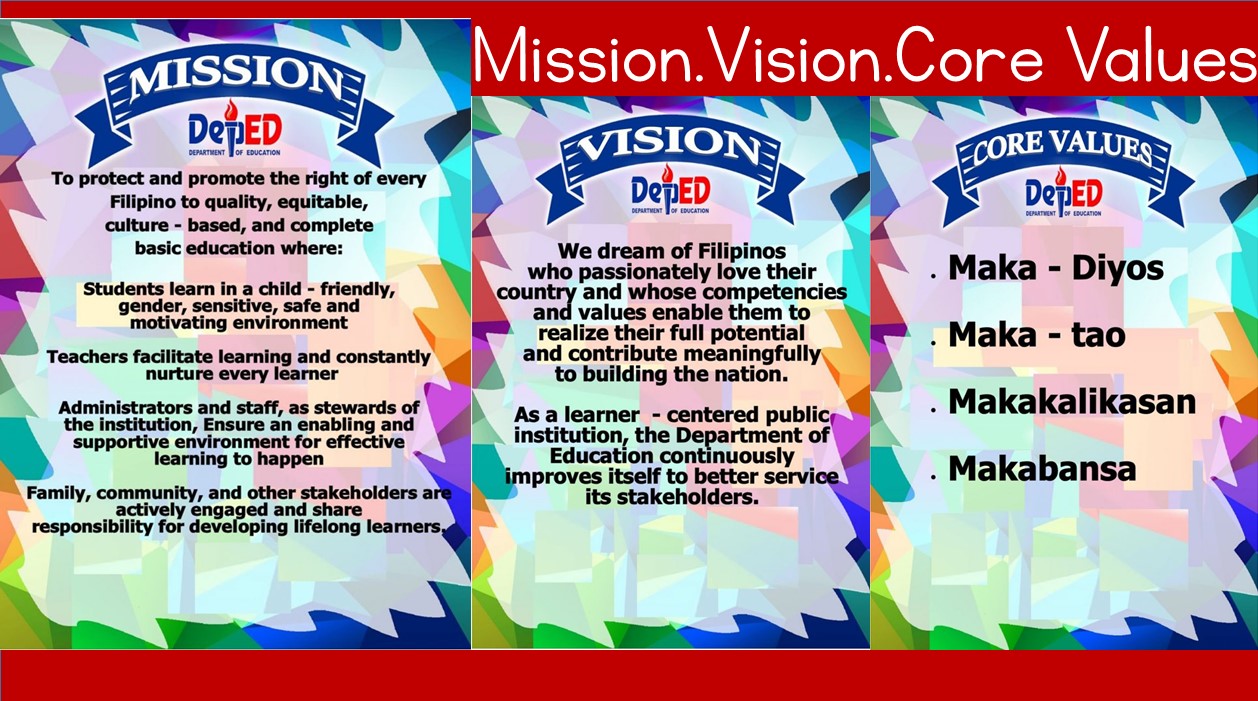 Mission.Vision.Core Values
MISSION
DepED
DEPARTMENT OF EDUCATION
To protect and promote the right of every
Filipino to quality, equitable,
culture - based, and complete
basic education where:
Students learn in a child - friendly,
gender, sensitive, safe and
motivating environment
Teachers facilitate learning and constantly
nurture every learner
Administrators and staff, as stewards of
the institution, Ensure an enabling and
supportive environment for effective
learning to happen
Family, community, and other stakeholders are
actively engaged and share
responsibility for developing lifelong learners.
VISION
DepED
DEPARTMENT OF EDUCATION
We dream of Filipinos
who passionately love their
country and whose competencies
and values enable them to
realize their full potential
and contribute meaningfully
to building the nation.
As a learner - centered public
institution, the Department of
Education continuously
improves itself to better service
its stakeholders.
CORE VALUES
DepED
DEPARTMENT OF EDUCATION
. Maka - Diyos
. Maka - tao
. Makakalikasan
. Makabansa